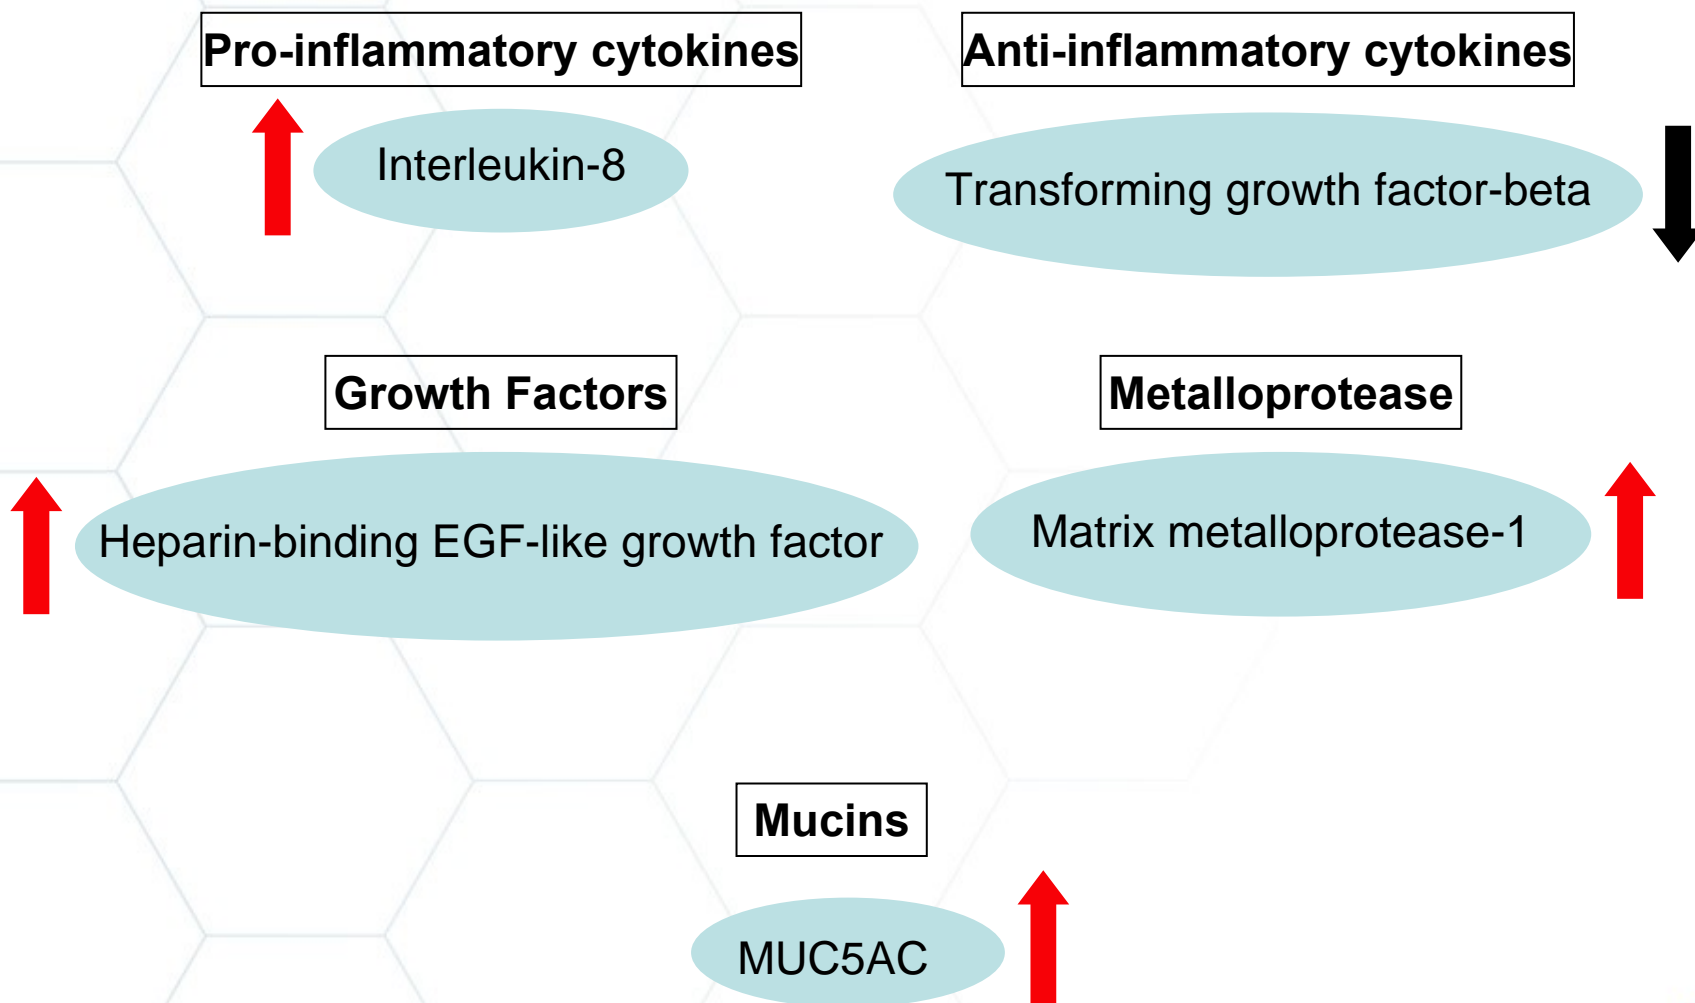 Pro-inflammatory cytokines
Anti-inflammatory cytokines
Interleukin-8
Transforming growth factor-beta
Growth Factors
Metalloprotease
Heparin-binding EGF-like growth factor
Matrix metalloprotease-1
Mucins
MUC5AC